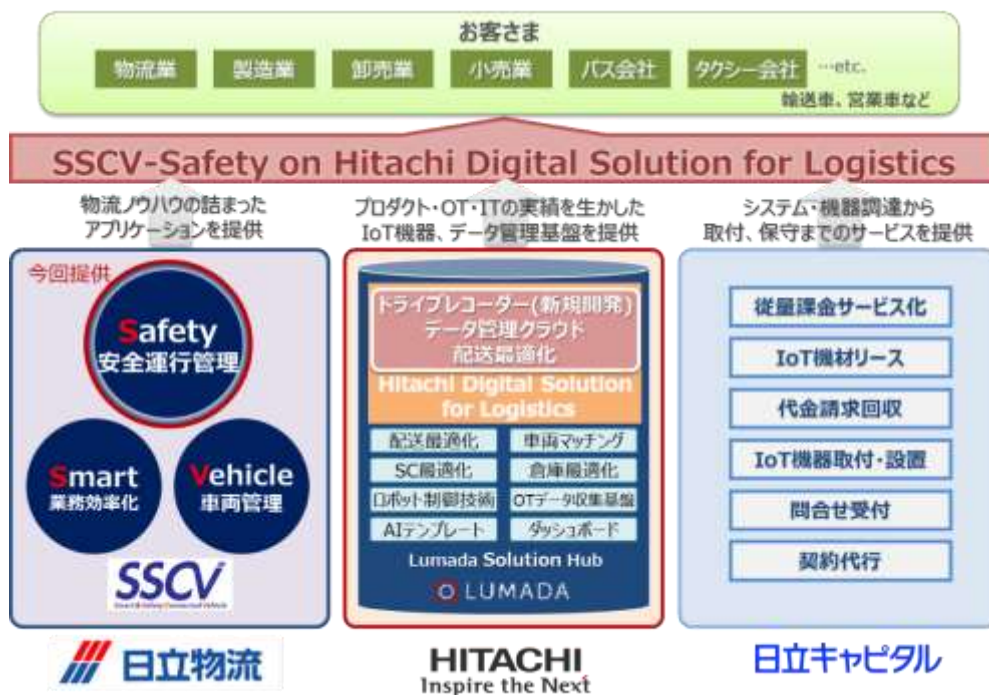 お客さま
物流業 製造業 卸売業 小売業 バス会社 タクシー会社 …etc.
輸送車、営業車など
SSCV-Safety on Hitachi Digital Solution for Logistics
物流ノウハウの詰まった
アプリケーションを提供
プロダクト・OT・ITの実績を生かした
IoT機器、データ管理基盤を提供
システム・機器調達から
取付、保守までのサービスを提供
今回提供
Safety
安全運行管理
Smart
業務効率化
Vehicle
車両管理
SSCV
Smart & Safety Connected Vehicle
日立物流
ドライブレコーダー(新規開発)
データ管理クラウド
配送最適化
Hitachi Digital Solution
for Logistics
配送最適化 車両マッチング
SC最適化 倉庫最適化
ロボット制御技術 OTデータ収集基盤
AIテンプレート ダッシュボード
Lumada Solution Hub
LUMADA
HITACHI
Inspire the Next
従量課金サービス化
IoT機材リース
代金請求回収
IoT機器取付・設置
問合せ受付
契約代行
日立キャピタル